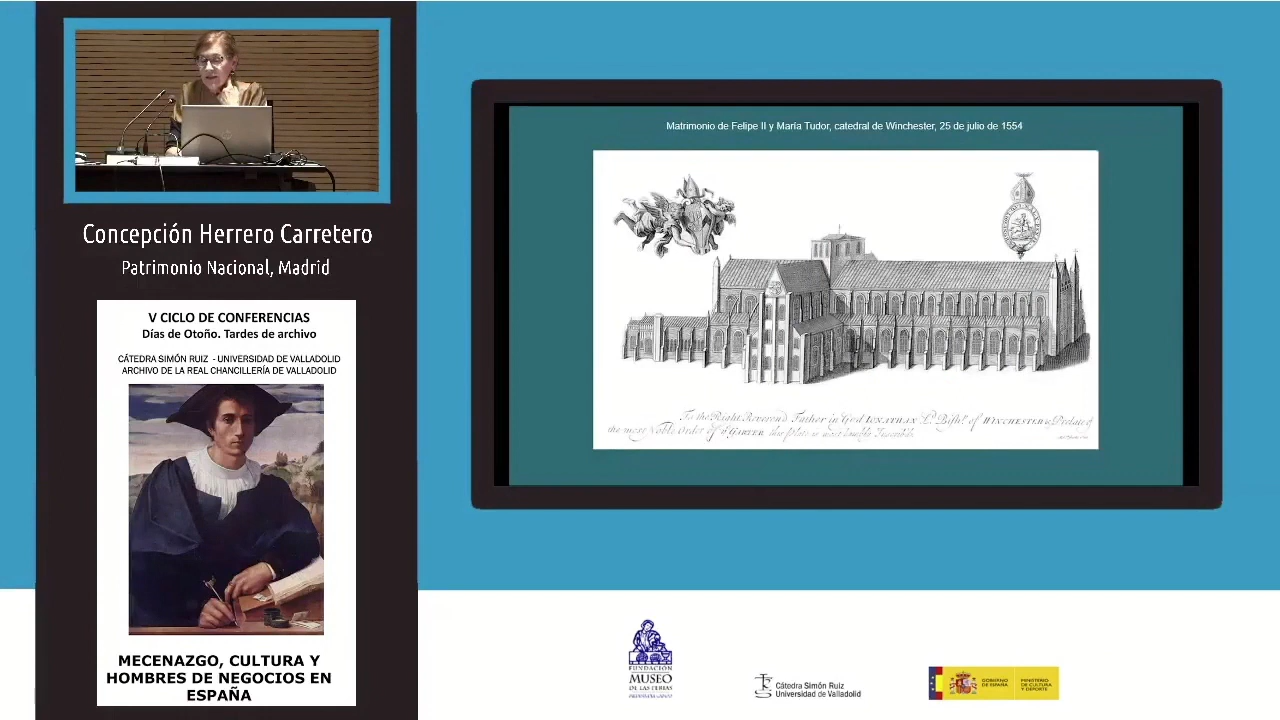 Concepción Herrero Carretero
Patrimonio Nacional, Madrid
V CICLO DE CONFERENCIAS
Días de Otoño. Tardes de archivo
CÁTEDRA SIMÓN RUIZ - UNIVERSIDAD DE VALLADOLID
ARCHIVO DE LA REAL CHANCILLERÍA DE VALLADOLID
MECENAZGO, CULTURA Y
HOMBRES DE NEGOCIOS EN
ESPAÑA
Matrimonio de Felipe II y María Tudor, catedral de Winchester, 25 de julio de 1554
To the Right Reverend Father in God JONATHAN Ld. Bishp. of WINCHESTER & Prelate of
the most Noble Order of ye GARTER this plate is most humbly Inscribed.
FUNDACIÓN
MUSEO
DE LAS FERIAS
Cátedra Simón Ruiz
Universidad de Valladolid
GOBIERNO
DE ESPAÑA
MINISTERIO
DE CULTURA
Y DEPORTE